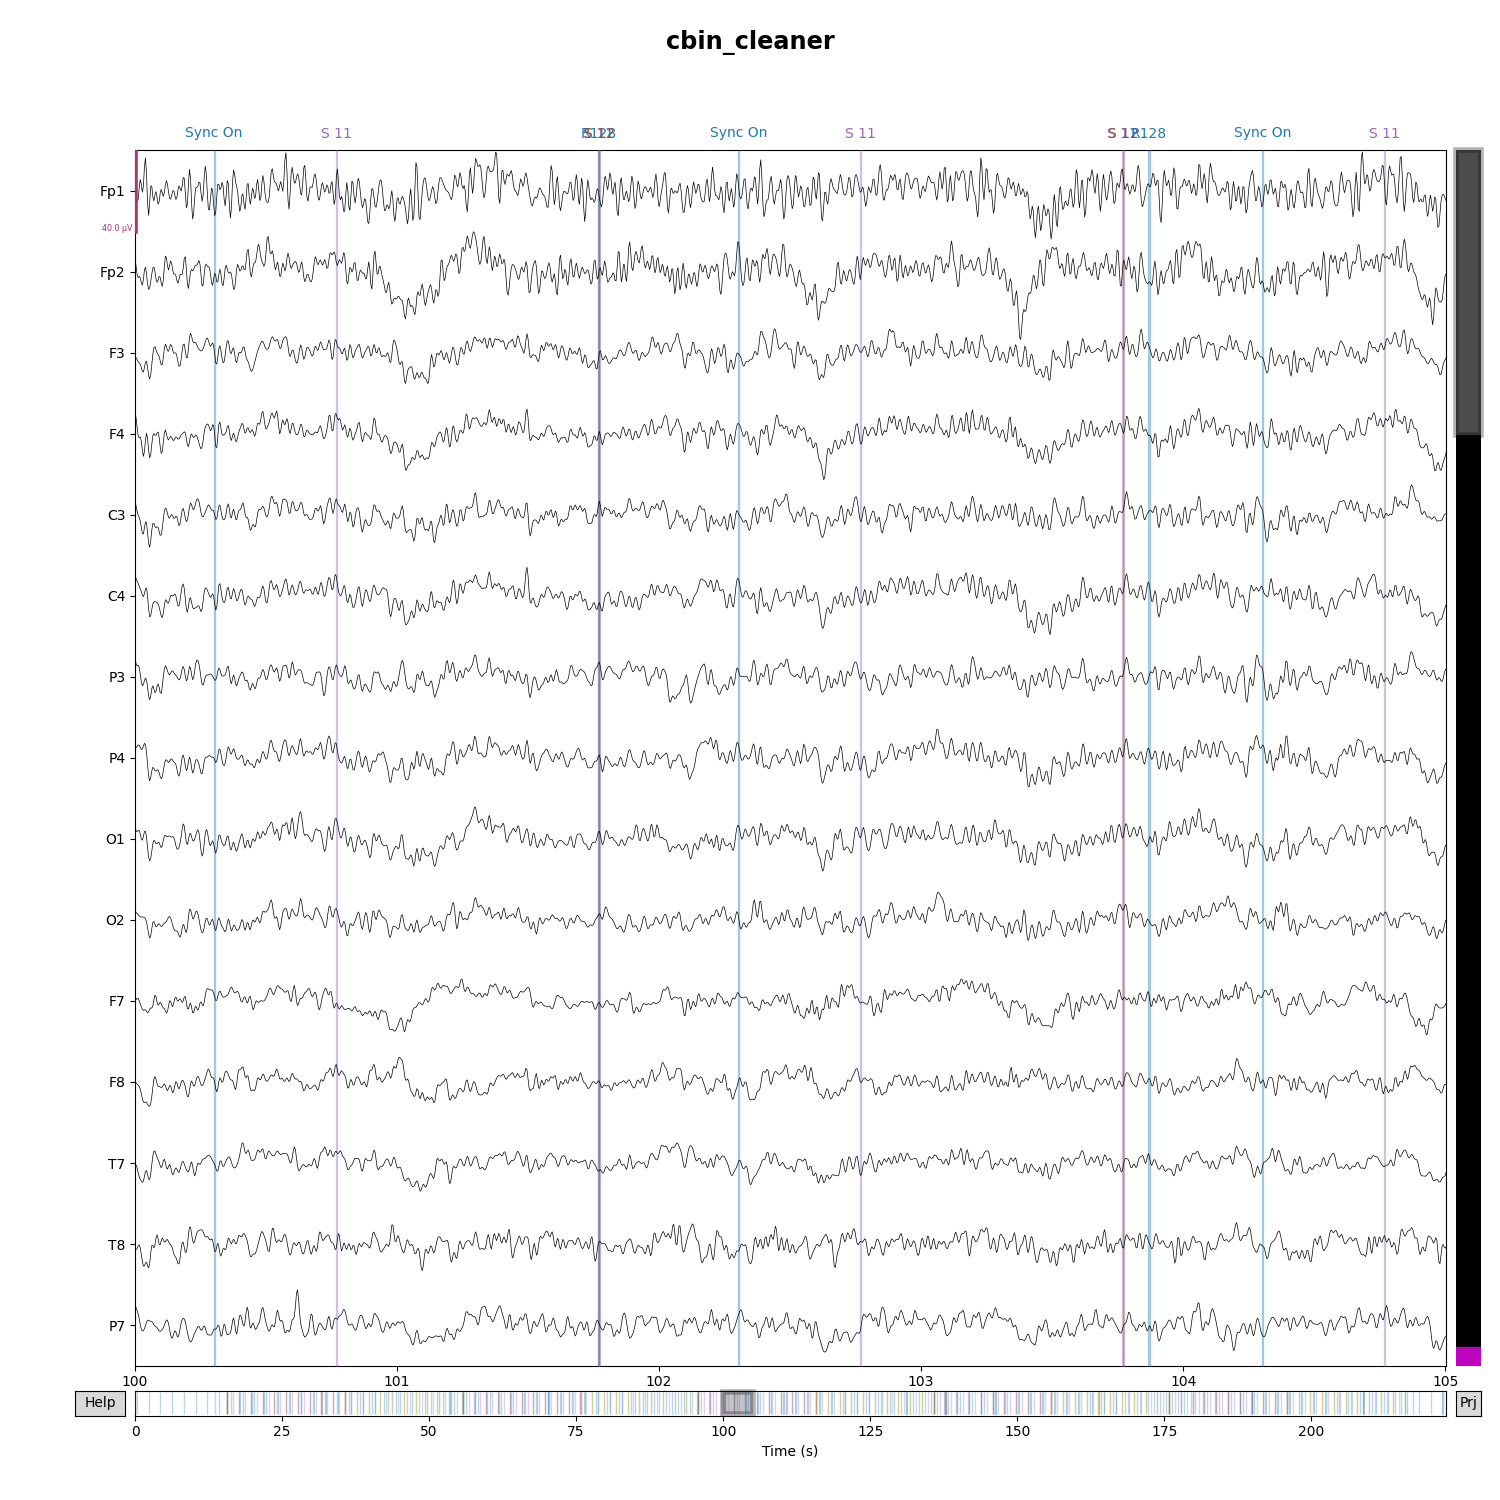 cbin_cleaner
Sync On S 11 Sync On S 11 Sync On S 11
Fp1
40.0 µV
Fp2
F3
F4
C3
C4
P3
P4
O1
O2
F7
F8
T7
T8
P7
100 101 102 103 104 105
Help Prj
0 25 50 75 100 125 150 175 200
Time (s)